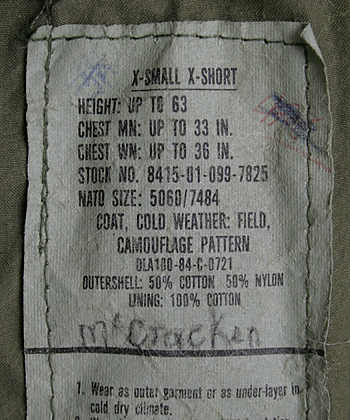 X-SMALL X-SHORT
HEIGHT: UP TO 63
CHEST MN: UP TO 33 IN.
CHEST WN: UP TO 36 IN.
STOCK NO. 8415-01-099-7825
NATO SIZE: 5060/7484
COAT, COLD WEATHER: FIELD,
CAMOUFLAGE PATTERN
DLA100-84-C-0721
OUTERSHELL: 50% COTTON 50% NYLON
LINING: 100% COTTON
McCracken
1. Wear as outer garment or as under-layer in
cold dry climate.